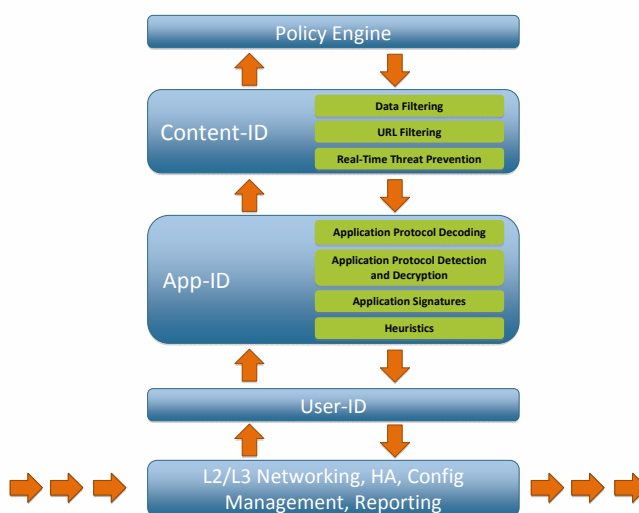 Policy Engine
Content-ID
Data Filtering
URL Filtering
Real-Time Threat Prevention
App-ID
Application Protocol Decoding
Application Protocol Detection
and Decryption
Application Signatures
Heuristics
User-ID
L2/L3 Networking, HA, Config
Management, Reporting